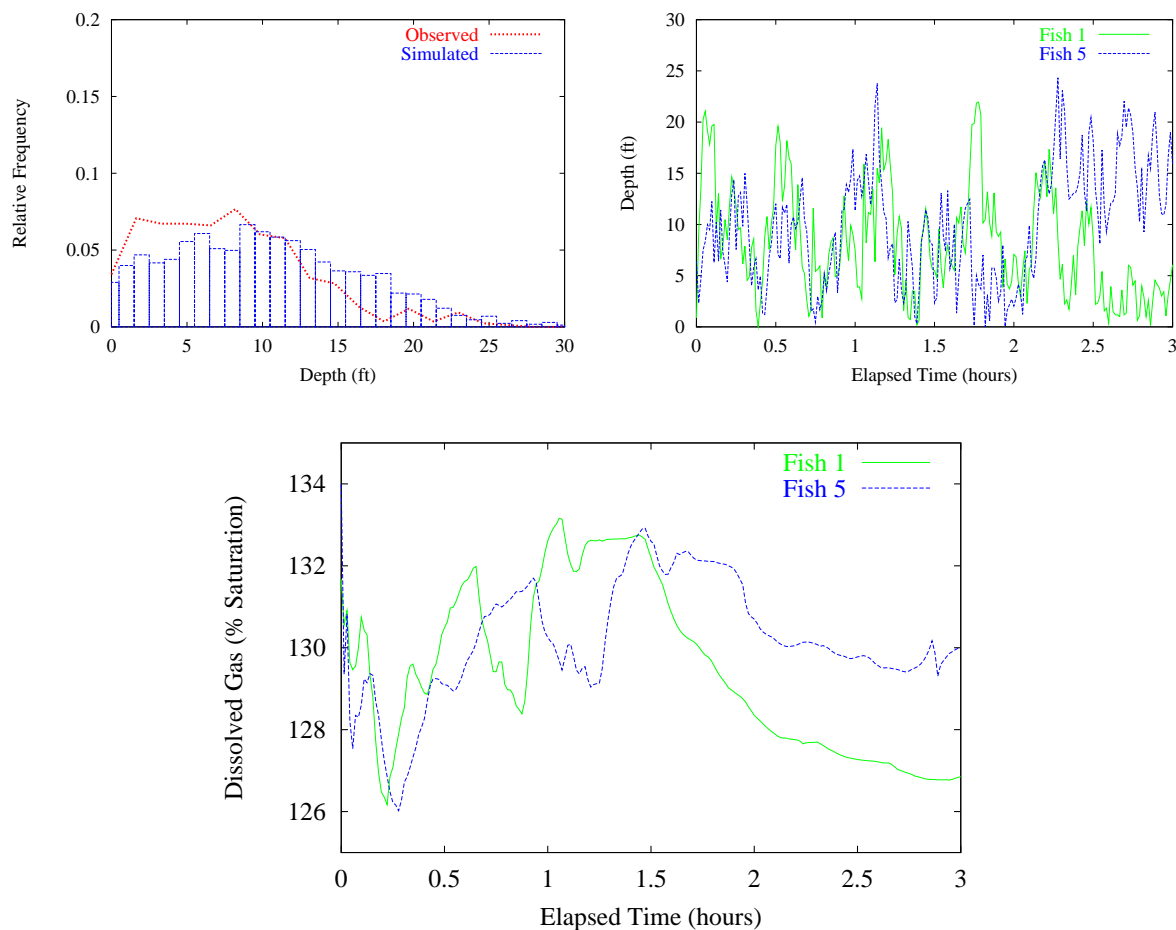 0.2
0.15
0.1
0.05
0
Relative Frequency
Observed
Simulated
0 5 10 15 20 25 30
Depth (ft)
30
25
20
15
10
5
0
Depth (ft)
Fish 1
Fish 5
0 0.5 1 1.5 2 2.5 3
Elapsed Time (hours)
134
132
130
128
126
Dissolved Gas (% Saturation)
Fish 1
Fish 5
0 0.5 1 1.5 2 2.5 3
Elapsed Time (hours)